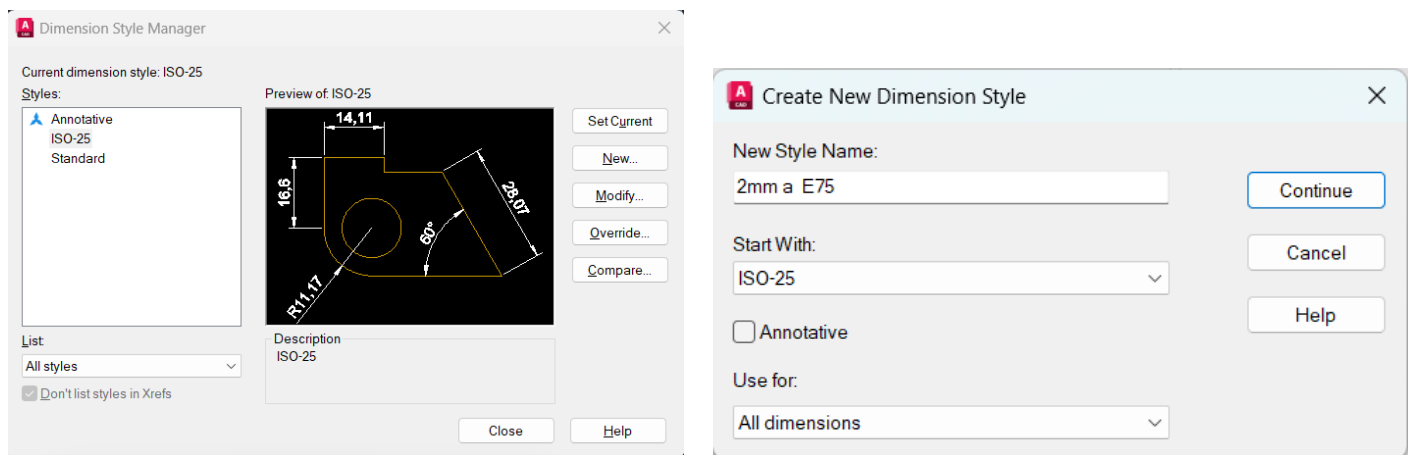 Dimension Style Manager
Current dimension style: ISO-25
Styles:
Annotative
ISO-25
Standard
Preview of: ISO-25
14,11
16,6
28,07
60°
R11,17
Set Current
New...
Modify...
Override...
Compare...
List:
All styles
Don't list styles in Xrefs
Description
ISO-25
Close
Help
A
CAD
Create New Dimension Style
New Style Name:
2mm a  E75
Continue
Start With:
Cancel
ISO-25
Help
Annotative
Use for:
All dimensions